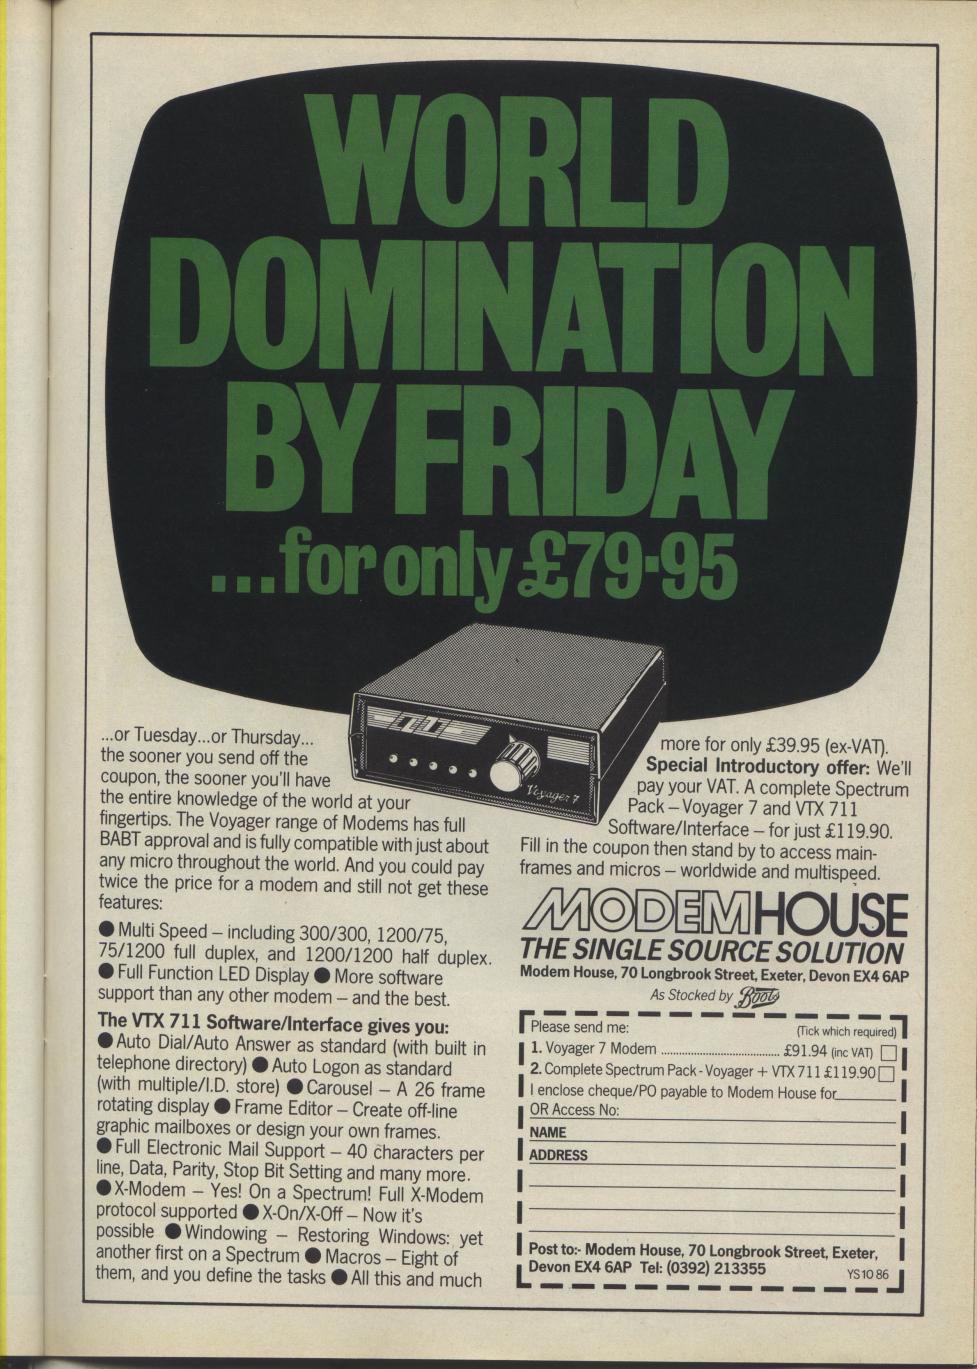 WORLD
DOMINATION
BY FRIDAY
...for only £79·95
Voyager 7
...or Tuesday...or Thursday...
the sooner you send off the
coupon, the sooner you'll have
the entire knowledge of the world at your
fingertips. The Voyager range of Modems has full
BABT approval and is fully compatible with just about
any micro throughout the world. And you could pay
twice the price for a modem and still not get these
features:
● Multi Speed – including 300/300, 1200/75,
75/1200 full duplex, and 1200/1200 half duplex.
● Full Function LED Display ● More software
support than any other modem – and the best.
The VTX 711 Software/Interface gives you:
● Auto Dial/Auto Answer as standard (with built in
telephone directory) ● Auto Logon as standard
(with multiple/I.D. store) ● Carousel – A 26 frame
rotating display ● Frame Editor – Create off-line
graphic mailboxes or design your own frames.
● Full Electronic Mail Support – 40 characters per
line, Data, Parity, Stop Bit Setting and many more.
● X-Modem – Yes! On a Spectrum! Full X-Modem
protocol supported ● X-On/X-Off – Now it's
possible ● Windowing – Restoring Windows: yet
another first on a Spectrum ● Macros – Eight of
them, and you define the tasks ● All this and much
more for only £39.95 (ex-VAT).
Special Introductory offer: We'll
pay your VAT. A complete Spectrum
Pack – Voyager 7 and VTX 711
Software/Interface – for just £119.90.
Fill in the coupon then stand by to access main-
frames and micros – worldwide and multispeed.
MODEMHOUSE
THE SINGLE SOURCE SOLUTION
Modem House, 70 Longbrook Street, Exeter, Devon EX4 6AP
As Stocked by Boots
Please send me: (Tick which required)
1. Voyager 7 Modem ........................................ £91.94 (inc VAT)
2. Complete Spectrum Pack - Voyager + VTX 711 £119.90
I enclose cheque/PO payable to Modem House for
OR Access No:
NAME
ADDRESS
Post to:- Modem House, 70 Longbrook Street, Exeter,
Devon EX4 6AP Tel: (0392) 213355 YS 10 86